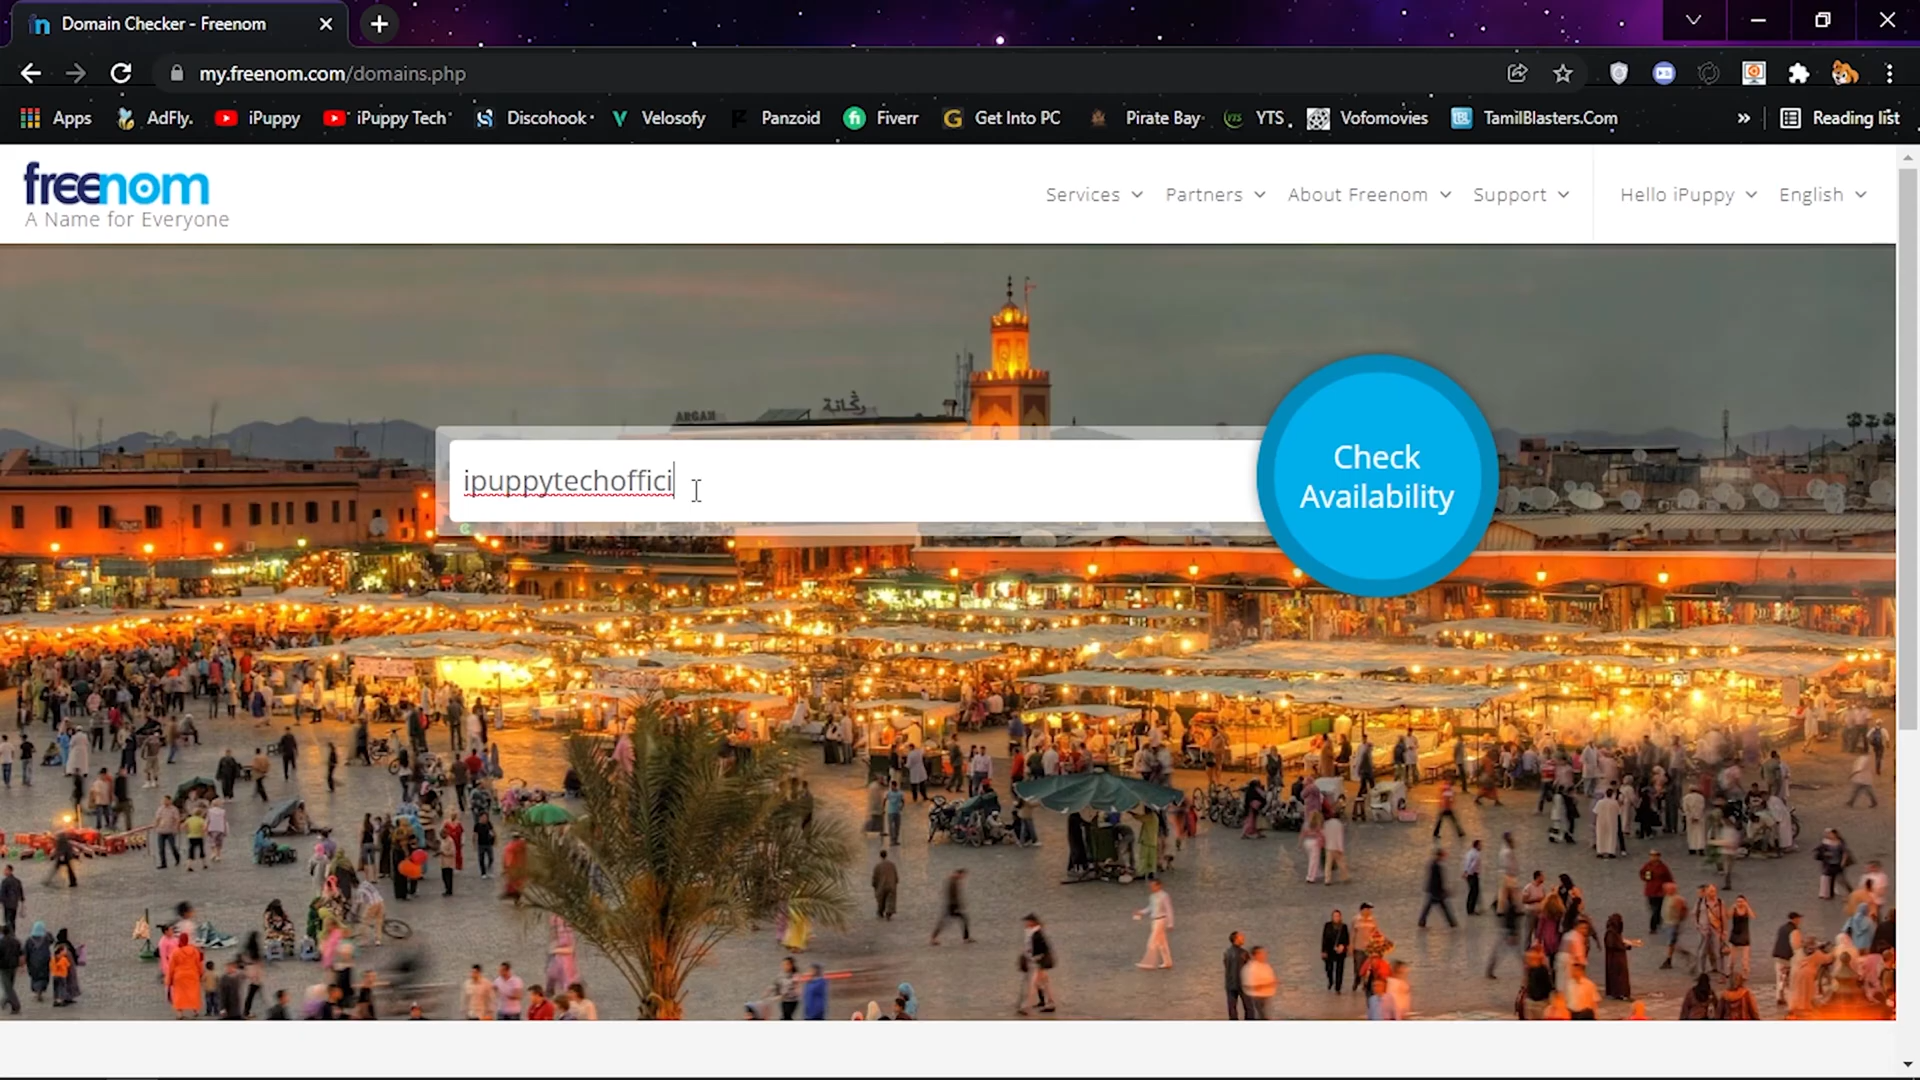 Domain Checker - Freenom
my.freenom.com/domains.php
Apps AdFly. iPuppy iPuppy Tech Discohook Velosofy Panzoid Fiverr Get Into PC Pirate Bay YTS Vofomovies TamilBlasters.Com » Reading list
freenom
A Name for Everyone
Services Partners About Freenom Support Hello iPuppy English
ARGAN
ركانة
ipuppytechoffici
Check
Availability